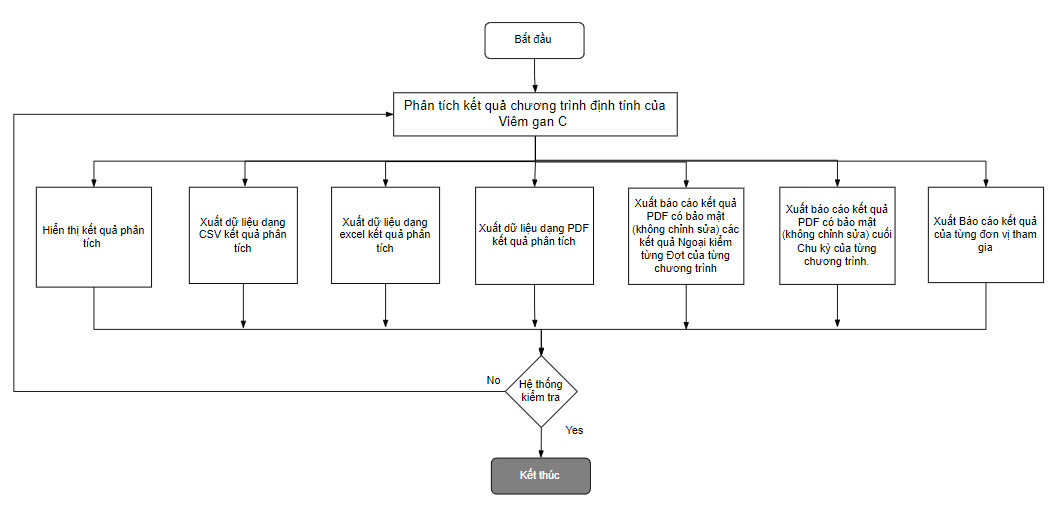 Bắt đầu
Phân tích kết quả chương trình định tính của
Viêm gan C
Hiển thị kết quả phân
tích
Xuất dữ liệu dạng
CSV kết quả phân
tích
Xuất dữ liệu dạng
excel kết quả phân
tích
Xuất dữ liệu dạng PDF
kết quả phân tích
Xuất báo cáo kết quả
PDF có bảo mật
(không chỉnh sửa) các
kết quả Ngoại kiểm
từng Đợt của từng
chương trình
Xuất báo cáo kết quả
PDF có bảo mật
(không chỉnh sửa) cuối
Chu kỳ của từng
chương trình.
Xuất Báo cáo kết quả
của từng đơn vị tham
gia
No
Hệ thống
kiểm tra
Yes
Kết thúc